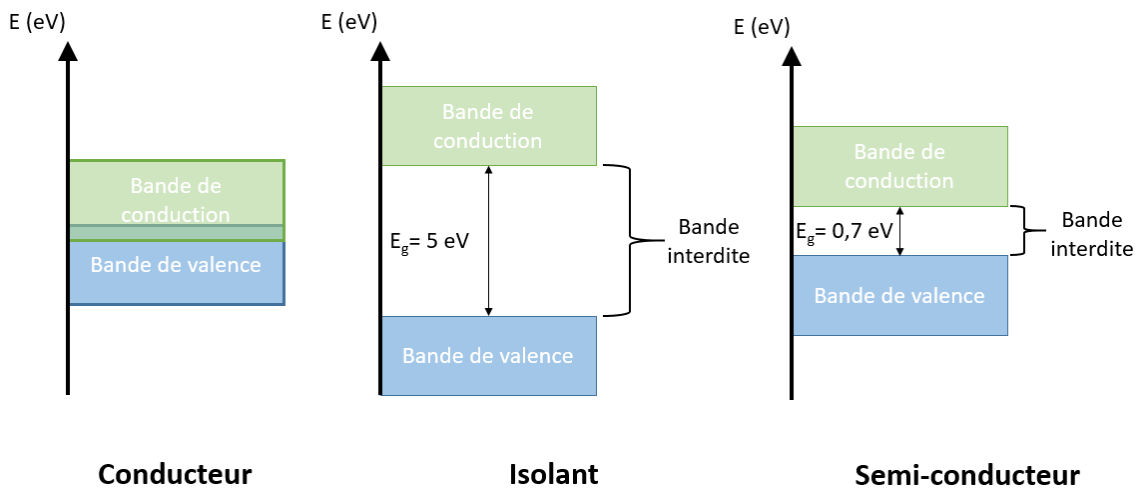 E (eV)
Bande de
conduction
Bande de valence
Conducteur
E (eV)
Bande de
conduction
Eg= 5 eV
Bande
interdite
Bande de valence
Isolant
E (eV)
Bande de
conduction
Eg= 0,7 eV
Bande
interdite
Bande de valence
Semi-conducteur